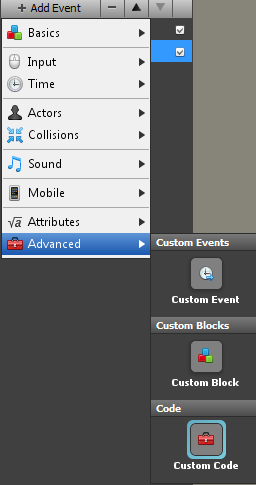 + Add Event
Basics
Input
Time
Actors
Collisions
Sound
Mobile
√a Attributes
Advanced
Custom Events
Custom Event
Custom Blocks
Custom Block
Code
Custom Code